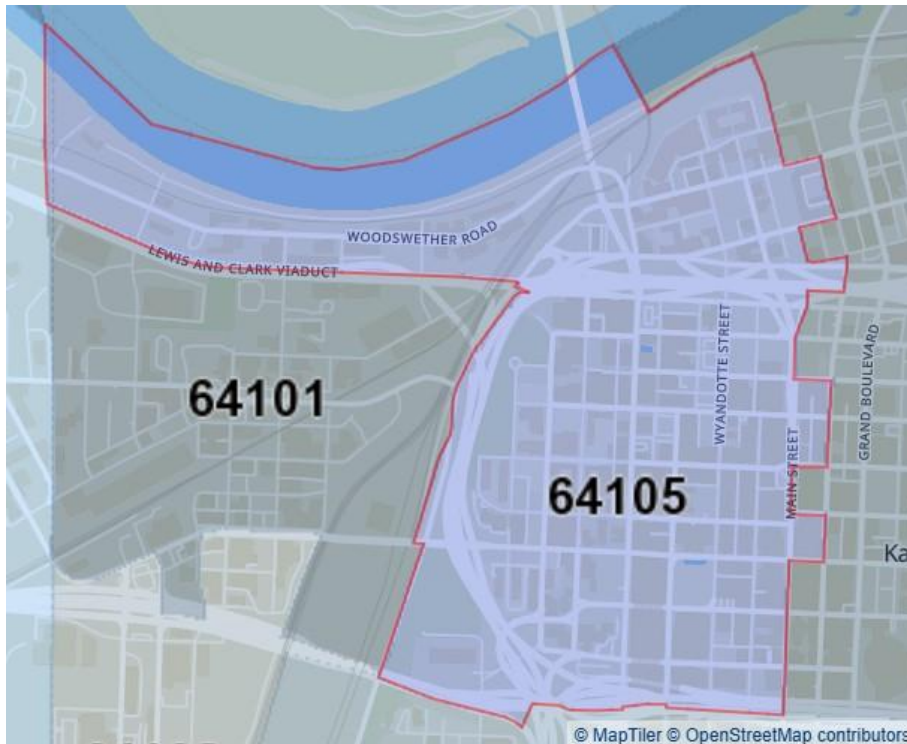 WOODSWETHER ROAD
LEWIS AND CLARK VIADUCT
WYANDOTTE STREET
GRAND BOULEVARD
64101
MAIN STREET
64105
Ka
© MapTiler © OpenStreetMap contributors